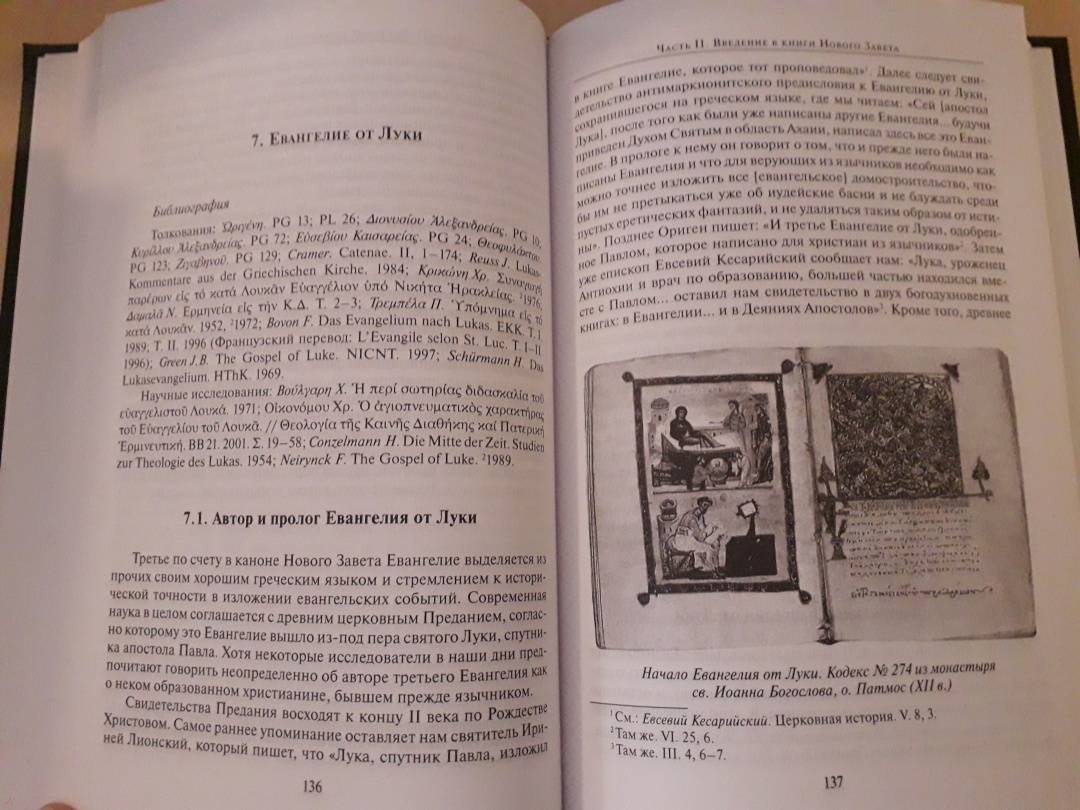 7. Евангелие от Луки
Библиография
Толкования: Ὠριγένη. PG 13; PL 26; Διονυσίου Ἀλεξανδρείας. PG 10;
Κυρίλλου Ἀλεξανδρείας. PG 72; Εὐσεβίου Καισαρείας. PG 24; Θεοφυλάκτου.
PG 123; Ζιγαβηνοῦ. PG 129; Cramer. Catenae. II, 1—174; Reuss J. Lukas-
Kommentare aus der Griechischen Kirche. 1984; Κρικώνη Χρ. Συναγωγή
παρέρων εἰς τό κατά Λουκᾶν Εὐαγγέλιον ὑπό Νικήτα Ἡρακλείας. ²1976;
Δαμαλᾶ Ν. Ἑρμηνεία εἰς τήν Κ.Δ. Τ. 2—3; Τρεμπέλα Π. Ὑπόμνημα εἰς τό
κατά Λουκᾶν. 1952, ²1972; Bovon F. Das Evangelium nach Lukas. EKK. T. I
1989; T. II. 1996 (Французский перевод: L’Evangile selon St. Luc. T. I—II
1996); Green J.B. The Gospel of Luke. NICNT. 1997; Schürmann H. Das
Lukasevangelium. HThK. 1969.
Научные исследования: Βούλγαρη Χ. Ἡ περί σωτηρίας διδασκαλία τοῦ
εὐαγγελιστοῦ Λουκᾶ. 1971; Οἰκονόμου Χρ. Ὁ ἁγιοπνευματικός χαρακτήρας
τοῦ Εὐαγγελίου τοῦ Λουκᾶ. // Θεολογία τῆς Καινῆς Διαθήκης καί Πατερική
Ἑρμινευτική. ΒΒ 21. 2001. Σ. 19—58; Conzelmann H. Die Mitte der Zeit. Studien
zur Theologie des Lukas. 1954; Neirynck F. The Gospel of Luke. ²1989.
7.1. Автор и пролог Евангелия от Луки
Третье по счету в каноне Нового Завета Евангелие выделяется из
прочих своим хорошим греческим языком и стремлением к истори-
ческой точности в изложении евангельских событий. Современная
наука в целом соглашается с древним церковным Преданием, соглас-
но которому это Евангелие вышло из-под пера святого Луки, спутни-
ка апостола Павла. Хотя некоторые исследователи в наши дни пред-
почитают говорить неопределенно об авторе третьего Евангелия как
о неком образованном христианине, бывшем прежде язычником.
Свидетельства Предания восходят к концу II века по Рождестве
Христовом. Самое раннее упоминание оставляет нам святитель Ири-
ней Лионский, который пишет, что «Лука, спутник Павла, изложил
136
Часть II. Введение в книги Нового Завета
в книге Евангелие, которое тот проповедовал»¹. Далее следует сви-
детельство антимаркионитского предисловия к Евангелию от Луки,
сохранившегося на греческом языке, где мы читаем: «Сей [апостол
Лука], после того как были уже написаны другие Евангелия... будучи
приведен Духом Святым в область Ахаии, написал здесь все это Еван-
гелие. В прологе к нему он говорит о том, что и прежде него были на-
писаны Евангелия и что для верующих из язычников необходимо как
можно точнее изложить все [евангельское] домостроительство, что-
бы им не претыкаться уже об иудейские басни и не блуждать среди
пустых еретических фантазий, и не удаляться таким образом от исти-
ны». Позднее Ориген пишет: «И третье Евангелие от Луки, одобрен-
ное Павлом, которое написано для христиан из язычников»². Затем
уже епископ Евсевий Кесарийский сообщает нам: «Лука, уроженец
Антиохии и врач по образованию, большей частью находился вме-
сте с Павлом... оставил нам свидетельство в двух богодухновенных
книгах: в Евангелии... и в Деяниях Апостолов»³. Кроме того, древнее
Начало Евангелия от Луки. Кодекс № 274 из монастыря
св. Иоанна Богослова, о. Патмос (XII в.)
¹См.: Евсевий Кесарийский. Церковная история. V. 8, 3.
²Там же. VI. 25, 6.
³Там же. III. 4, 6–7.
137